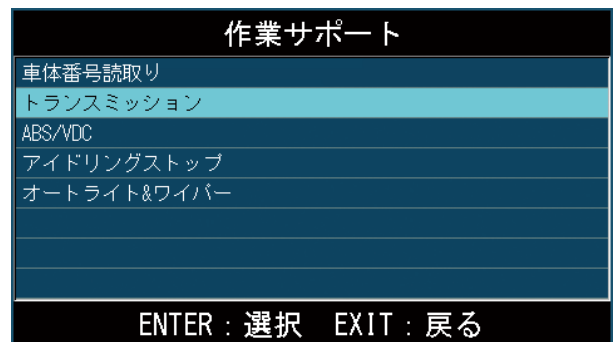 作業サポート
車体番号読取り
トランスミッション
ABS/VDC
アイドリングストップ
オートライト&ワイパー
ENTER：選択　EXIT：戻る